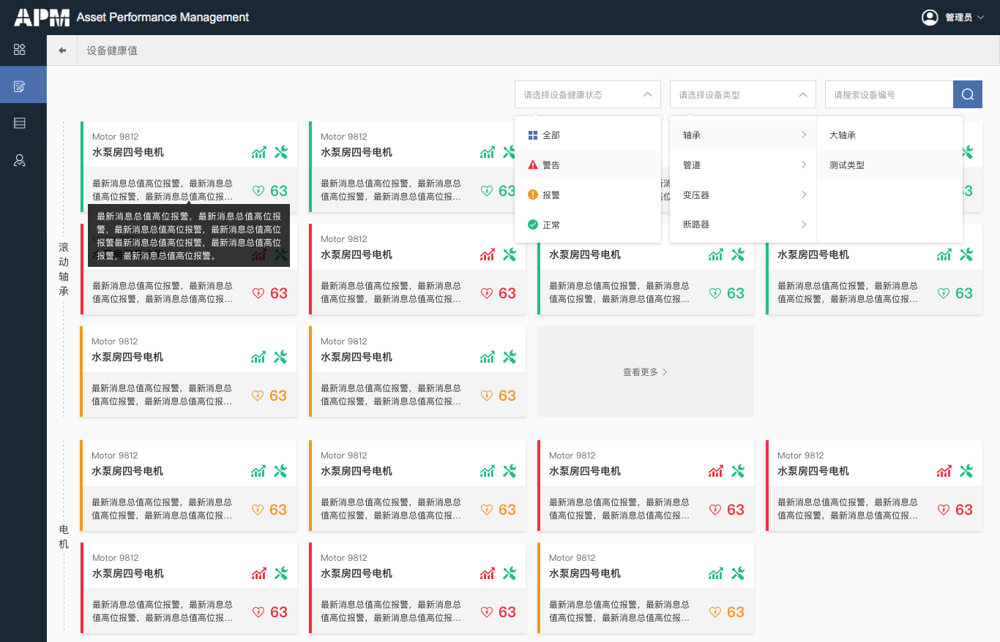 APM Asset Performance Management
管理员
设备健康值
请选择设备健康状态
请选择设备类型
请搜索设备编号
全部
警告
报警
正常
轴承
管道
变压器
断路器
大轴承
测试类型
滚动轴承
Motor 9812
水泵房四号电机
最新消息总值高位报警，最新消息总
值高位报警，最新消息总值高位报...
63
Motor 9812
水泵房四号电机
最新消息总值高位报警，最新消息总
值高位报警，最新消息总值高位报...
63
最新消息总值高位报警，最新消息总值高位报
警，最新消息总值高位报警，最新消息总值高位
报警最新消息总值高位报警，最新消息总值高位
报警，最新消息总值高位报警。
最新消息总值高位报警，最新消息总
值高位报警，最新消息总值高位报...
63
Motor 9812
水泵房四号电机
最新消息总值高位报警，最新消息总
值高位报警，最新消息总值高位报...
63
水泵房四号电机
最新消息总值高位报警，最新消息总
值高位报警，最新消息总值高位报...
63
水泵房四号电机
最新消息总值高位报警，最新消息总
值高位报警，最新消息总值高位报...
63
Motor 9812
水泵房四号电机
最新消息总值高位报警，最新消息总
值高位报警，最新消息总值高位报...
63
Motor 9812
水泵房四号电机
最新消息总值高位报警，最新消息总
值高位报警，最新消息总值高位报...
63
查看更多
电机
Motor 9812
水泵房四号电机
最新消息总值高位报警，最新消息总
值高位报警，最新消息总值高位报...
63
Motor 9812
水泵房四号电机
最新消息总值高位报警，最新消息总
值高位报警，最新消息总值高位报...
63
Motor 9812
水泵房四号电机
最新消息总值高位报警，最新消息总
值高位报警，最新消息总值高位报...
63
Motor 9812
水泵房四号电机
最新消息总值高位报警，最新消息总
值高位报警，最新消息总值高位报...
63
Motor 9812
水泵房四号电机
最新消息总值高位报警，最新消息总
值高位报警，最新消息总值高位报...
63
Motor 9812
水泵房四号电机
最新消息总值高位报警，最新消息总
值高位报警，最新消息总值高位报...
63
Motor 9812
水泵房四号电机
最新消息总值高位报警，最新消息总
值高位报警，最新消息总值高位报...
63